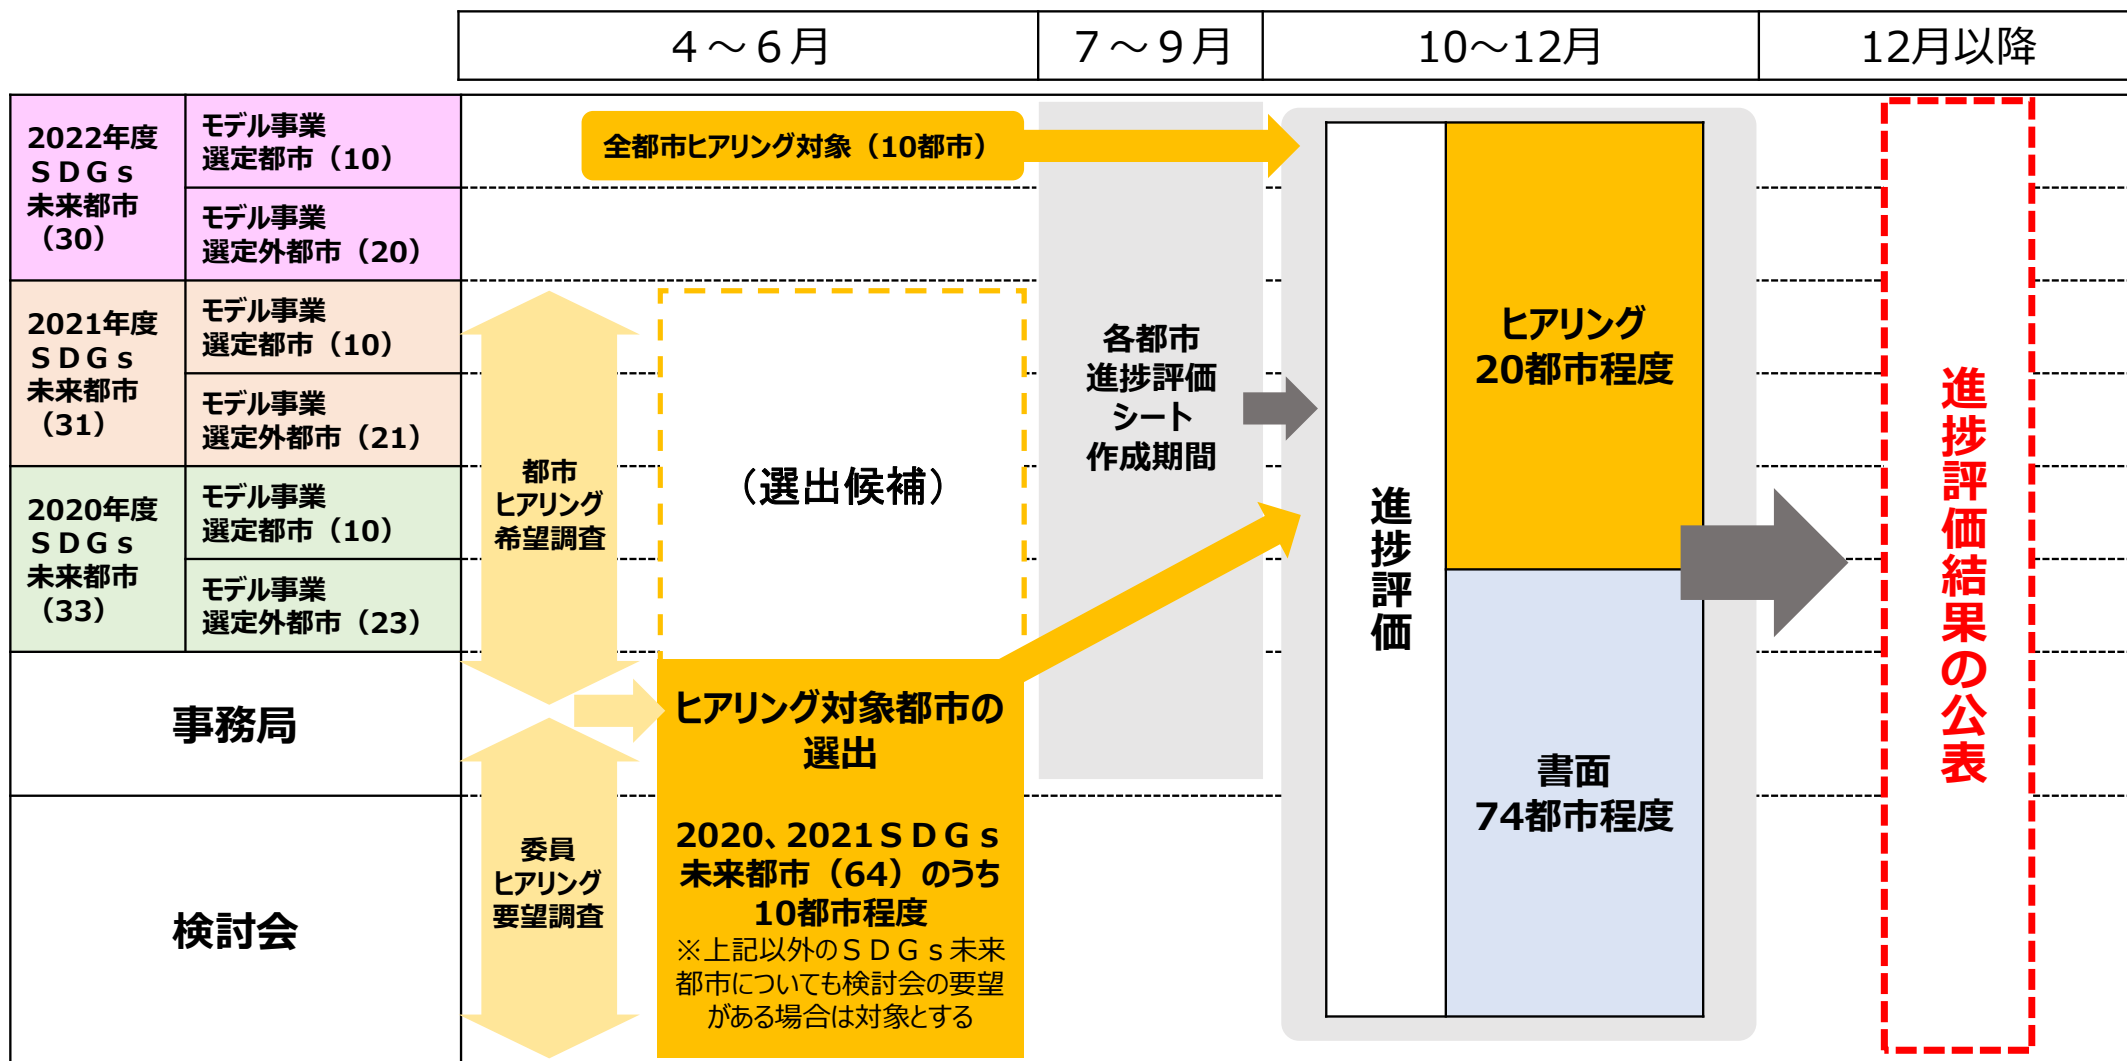 ４～６月
７～９月
10～12月
12月以降
2022年度
ＳＤＧｓ
未来都市
（30）
モデル事業
選定都市（10）
モデル事業
選定外都市（20）
2021年度
ＳＤＧｓ
未来都市
（31）
モデル事業
選定都市（10）
モデル事業
選定外都市（21）
2020年度
ＳＤＧｓ
未来都市
（33）
モデル事業
選定都市（10）
モデル事業
選定外都市（23）
事務局
検討会
全都市ヒアリング対象（10都市）
都市
ヒアリング
希望調査
委員
ヒアリング
要望調査
（選出候補）
ヒアリング対象都市の
選出
2020、2021ＳＤＧｓ
未来都市（64）のうち
10都市程度
※上記以外のＳＤＧｓ未来
都市についても検討会の要望
がある場合は対象とする
各都市
進捗評価
シート
作成期間
進捗評価
ヒアリング
20都市程度
書面
74都市程度
進捗評価結果の公表